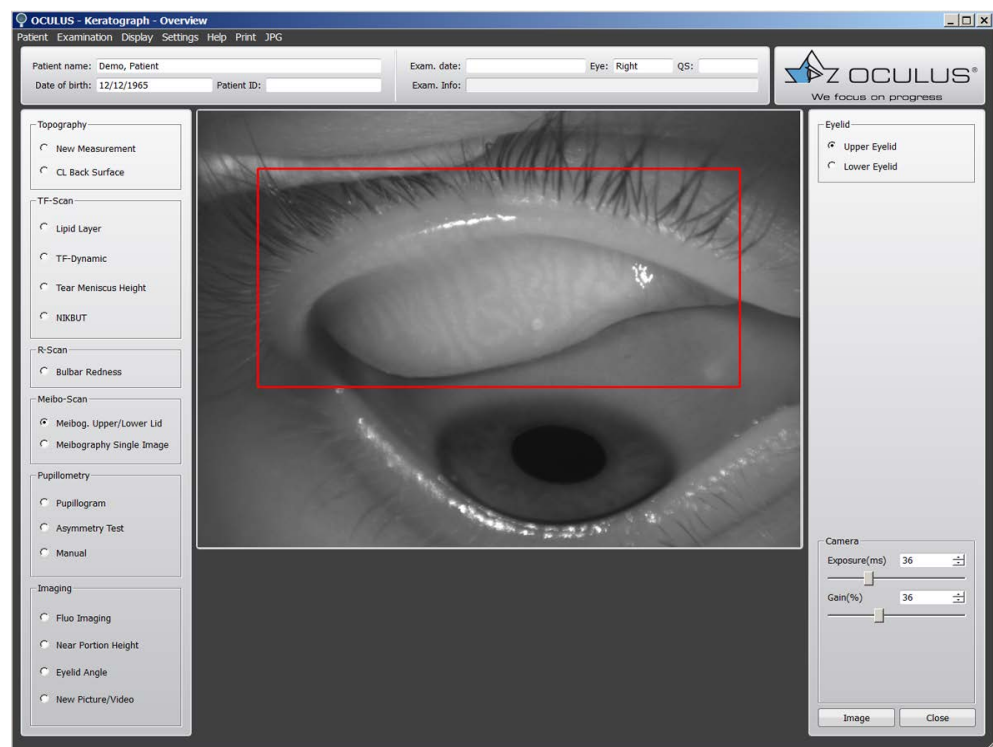 OCULUS - Keratograph - Overview
Patient Examination Display Settings Help Print JPG
Patient name: Demo, Patient
Date of birth: 12/12/1965 Patient ID:
Exam. date: Eye: Right QS:
Exam. Info:
OCULUS®
We focus on progress
Topography
New Measurement
CL Back Surface
TF-Scan
Lipid Layer
TF-Dynamic
Tear Meniscus Height
NIKBUT
R-Scan
Bulbar Redness
Meibo-Scan
Meibog. Upper/Lower Lid
Meibography Single Image
Pupillometry
Pupillogram
Asymmetry Test
Manual
Imaging
Fluo Imaging
Near Portion Height
Eyelid Angle
New Picture/Video
Eyelid
Upper Eyelid
Lower Eyelid
Camera
Exposure(ms) 36
Gain(%) 36
Image Close